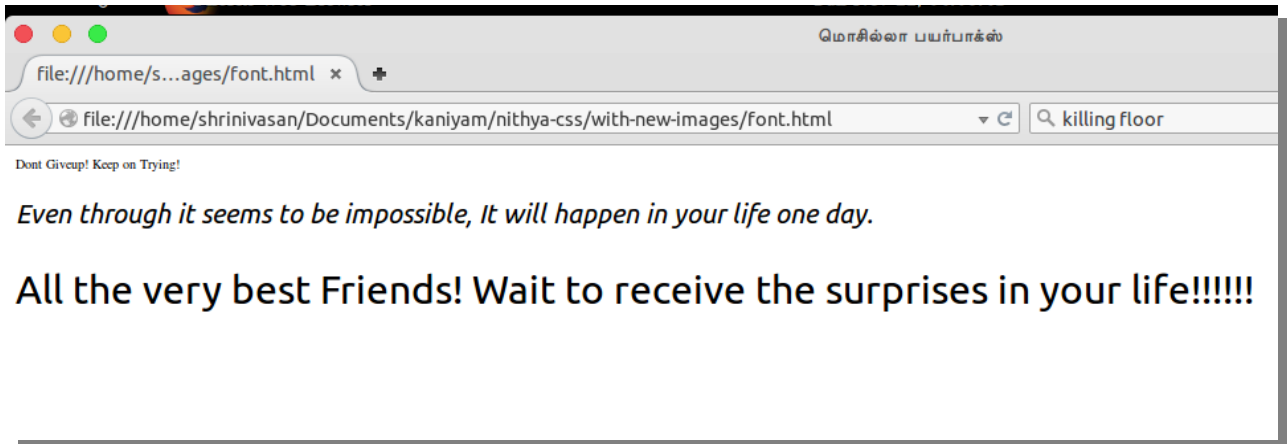 மொசில்லா பயர்பாக்ஸ்
file:///home/s...ages/font.html
file:///home/shrinivasan/Documents/kaniyam/nithya-css/with-new-images/font.html
killing floor
Dont Giveup! Keep on Trying!
Even through it seems to be impossible, It will happen in your life one day.
All the very best Friends! Wait to receive the surprises in your life!!!!!!